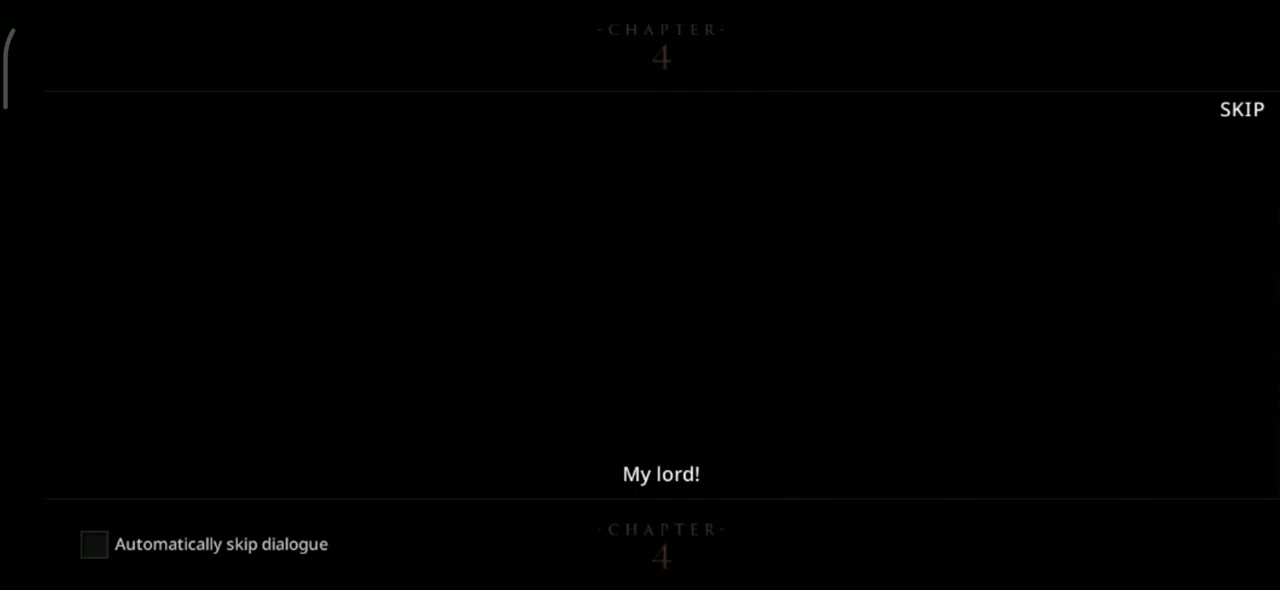 -CHAPTER-
4
SKIP
My lord!
Automatically skip dialogue
-CHAPTER-
4